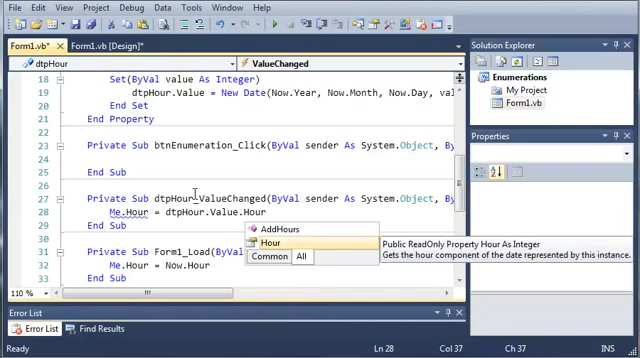 File Edit View Project Debug Data Tools Window Help
Form1.vb* Form1.vb [Design]*
dtpHour ValueChanged
18 Set(ByVal value As Integer)
19 dtpHour.Value = New Date(Now.Year, Now.Month, Now.Day, val
20 End Set
21 End Property
22
23 Private Sub btnEnumeration_Click(ByVal sender As System.Object, By
24
25 End Sub
26
27 Private Sub dtpHour_ValueChanged(ByVal sender As System.Object, By
28 Me.Hour = dtpHour.Value.Hour
29 End Sub
30
31 Private Sub Form1_Load(ByV
32 Me.Hour = Now.Hour
33 End Sub
AddHours
Hour
Common All
Public ReadOnly Property Hour As Integer
Gets the hour component of the date represented by this instance.
110 %
Solution Explorer
Enumerations
My Project
Form1.vb
Properties
Error List
Error List Find Results
Ready Ln 28 Col 37 Ch 37 INS